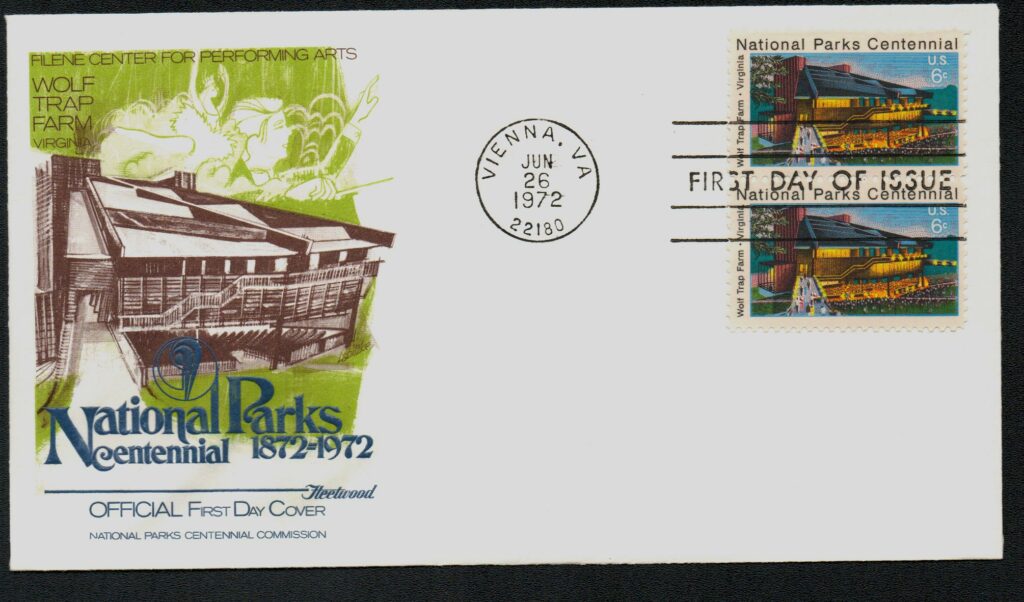 FILENE CENTER FOR PERFORMING ARTS
WOLF
TRAP
FARM
VIRGINIA
National Parks
Centennial 1872-1972
Fleetwood
OFFICIAL FIRST DAY COVER
NATIONAL PARKS CENTENNIAL COMMISSION
VIENNA, VA
JUN
26
1972
22180
FIRST DAY OF ISSUE
National Parks Centennial
U.S.
6c
Wolf Trap Farm · Virginia
National Parks Centennial
U.S.
6c
Wolf Trap Farm · Virginia